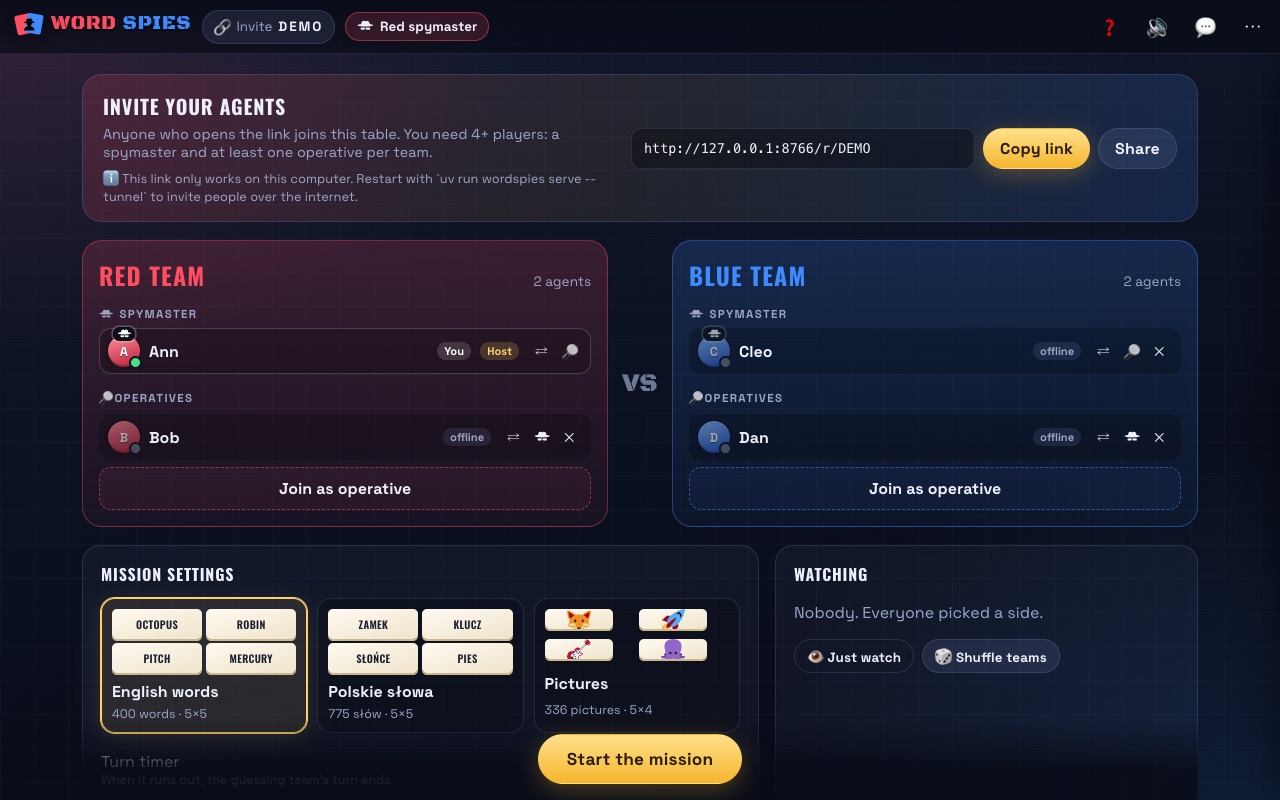 WORD SPIES
Invite DEMO
Red spymaster
INVITE YOUR AGENTS
Anyone who opens the link joins this table. You need 4+ players: a
spymaster and at least one operative per team.
This link only works on this computer. Restart with `uv run wordspies serve --
tunnel` to invite people over the internet.
http://127.0.0.1:8766/r/DEMO
Copy link
Share
RED TEAM
2 agents
SPYMASTER
A
Ann
You
Host
OPERATIVES
B
Bob
offline
Join as operative
VS
BLUE TEAM
2 agents
SPYMASTER
C
Cleo
offline
OPERATIVES
D
Dan
offline
Join as operative
MISSION SETTINGS
OCTOPUS
ROBIN
PITCH
MERCURY
English words
400 words · 5×5
ZAMEK
KLUCZ
SŁOŃCE
PIES
Polskie słowa
775 słów · 5×5
Pictures
336 pictures · 5×4
Turn timer
When it runs out, the guessing team's turn ends
Start the mission
WATCHING
Nobody. Everyone picked a side.
Just watch
Shuffle teams